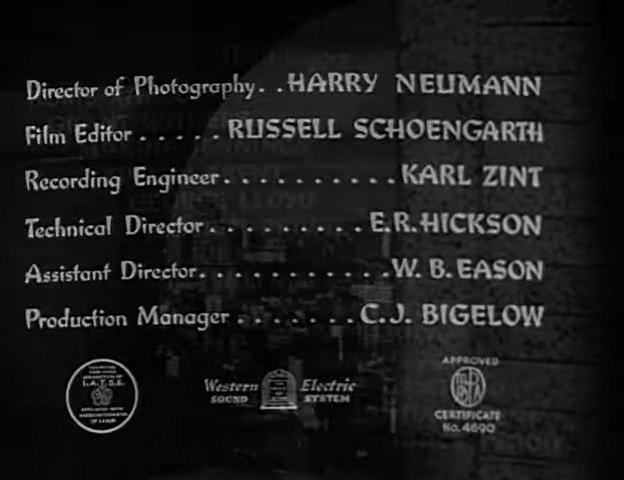 Director of Photography. . HARRY NEUMANN
Film Editor . . . . . RUSSELL SCHOENGARTH
Recording Engineer. . . . . . . . . . KARL ZINT
Technical Director . . . . . . . . . E.R. HICKSON
Assistant Director. . . . . . . . . . . W. B. EASON
Production Manager . . . . . . . C.J. BIGELOW
I.A.T.S.E.
Western Electric
SOUND SYSTEM
APPROVED
CERTIFICATE
No. 4690